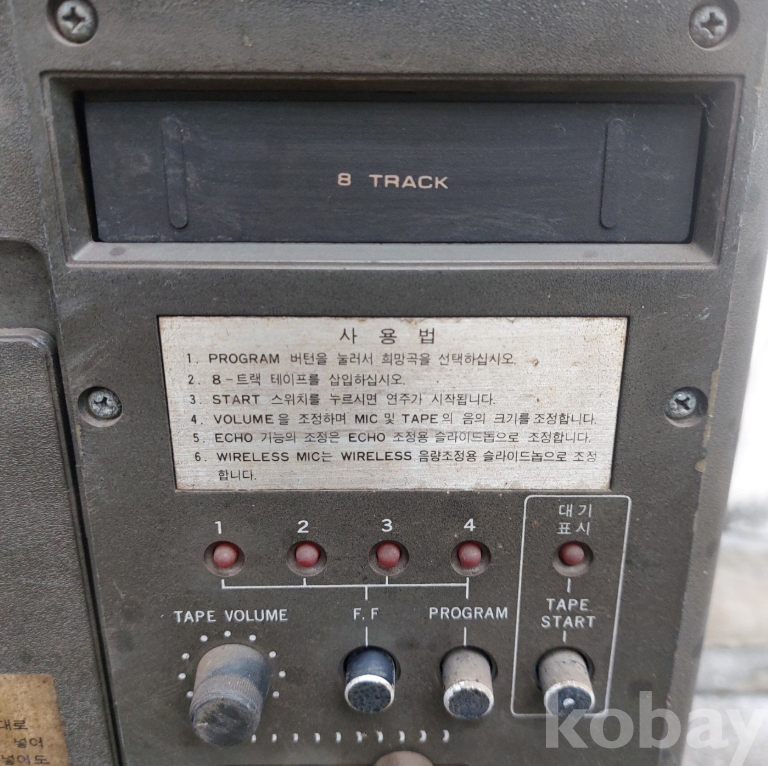 8 TRACK
사용법
1. PROGRAM 버턴을 눌러서 희망곡을 선택하십시오.
2. 8-트랙 테이프를 삽입하십시오.
3. START 스위치를 누르시면 연주가 시작됩니다.
4. VOLUME을 조정하며 MIC 및 TAPE의 음의 크기를 조정합니다.
5. ECHO 기능의 조정은 ECHO 조정용 슬라이드놉으로 조정합니다.
6. WIRELESS MIC는 WIRELESS 음량조정용 슬라이드놉으로 조정
합니다.
대기
표시
1 2 3 4
TAPE VOLUME F.F PROGRAM
TAPE
START
대로
넣어
넣어도
kobay